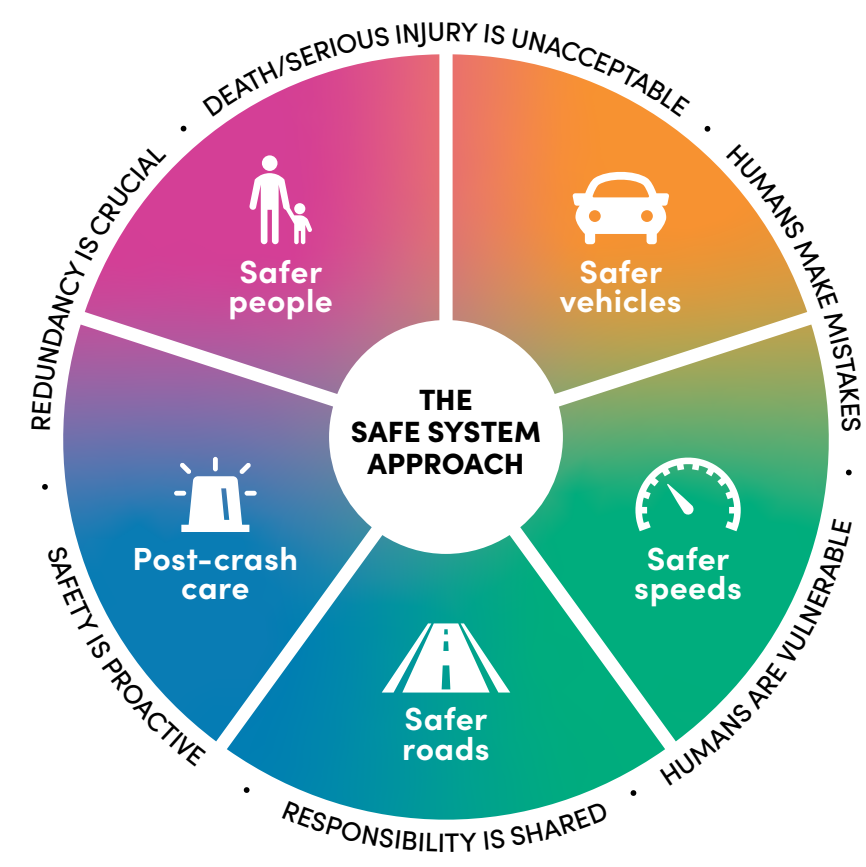 DEATH/SERIOUS INJURY IS UNACCEPTABLE
HUMANS MAKE MISTAKES
HUMANS ARE VULNERABLE
RESPONSIBILITY IS SHARED
SAFETY IS PROACTIVE
REDUNDANCY IS CRUCIAL
Safer
people
Safer
vehicles
THE
SAFE SYSTEM
APPROACH
Post-crash
care
Safer
speeds
Safer
roads